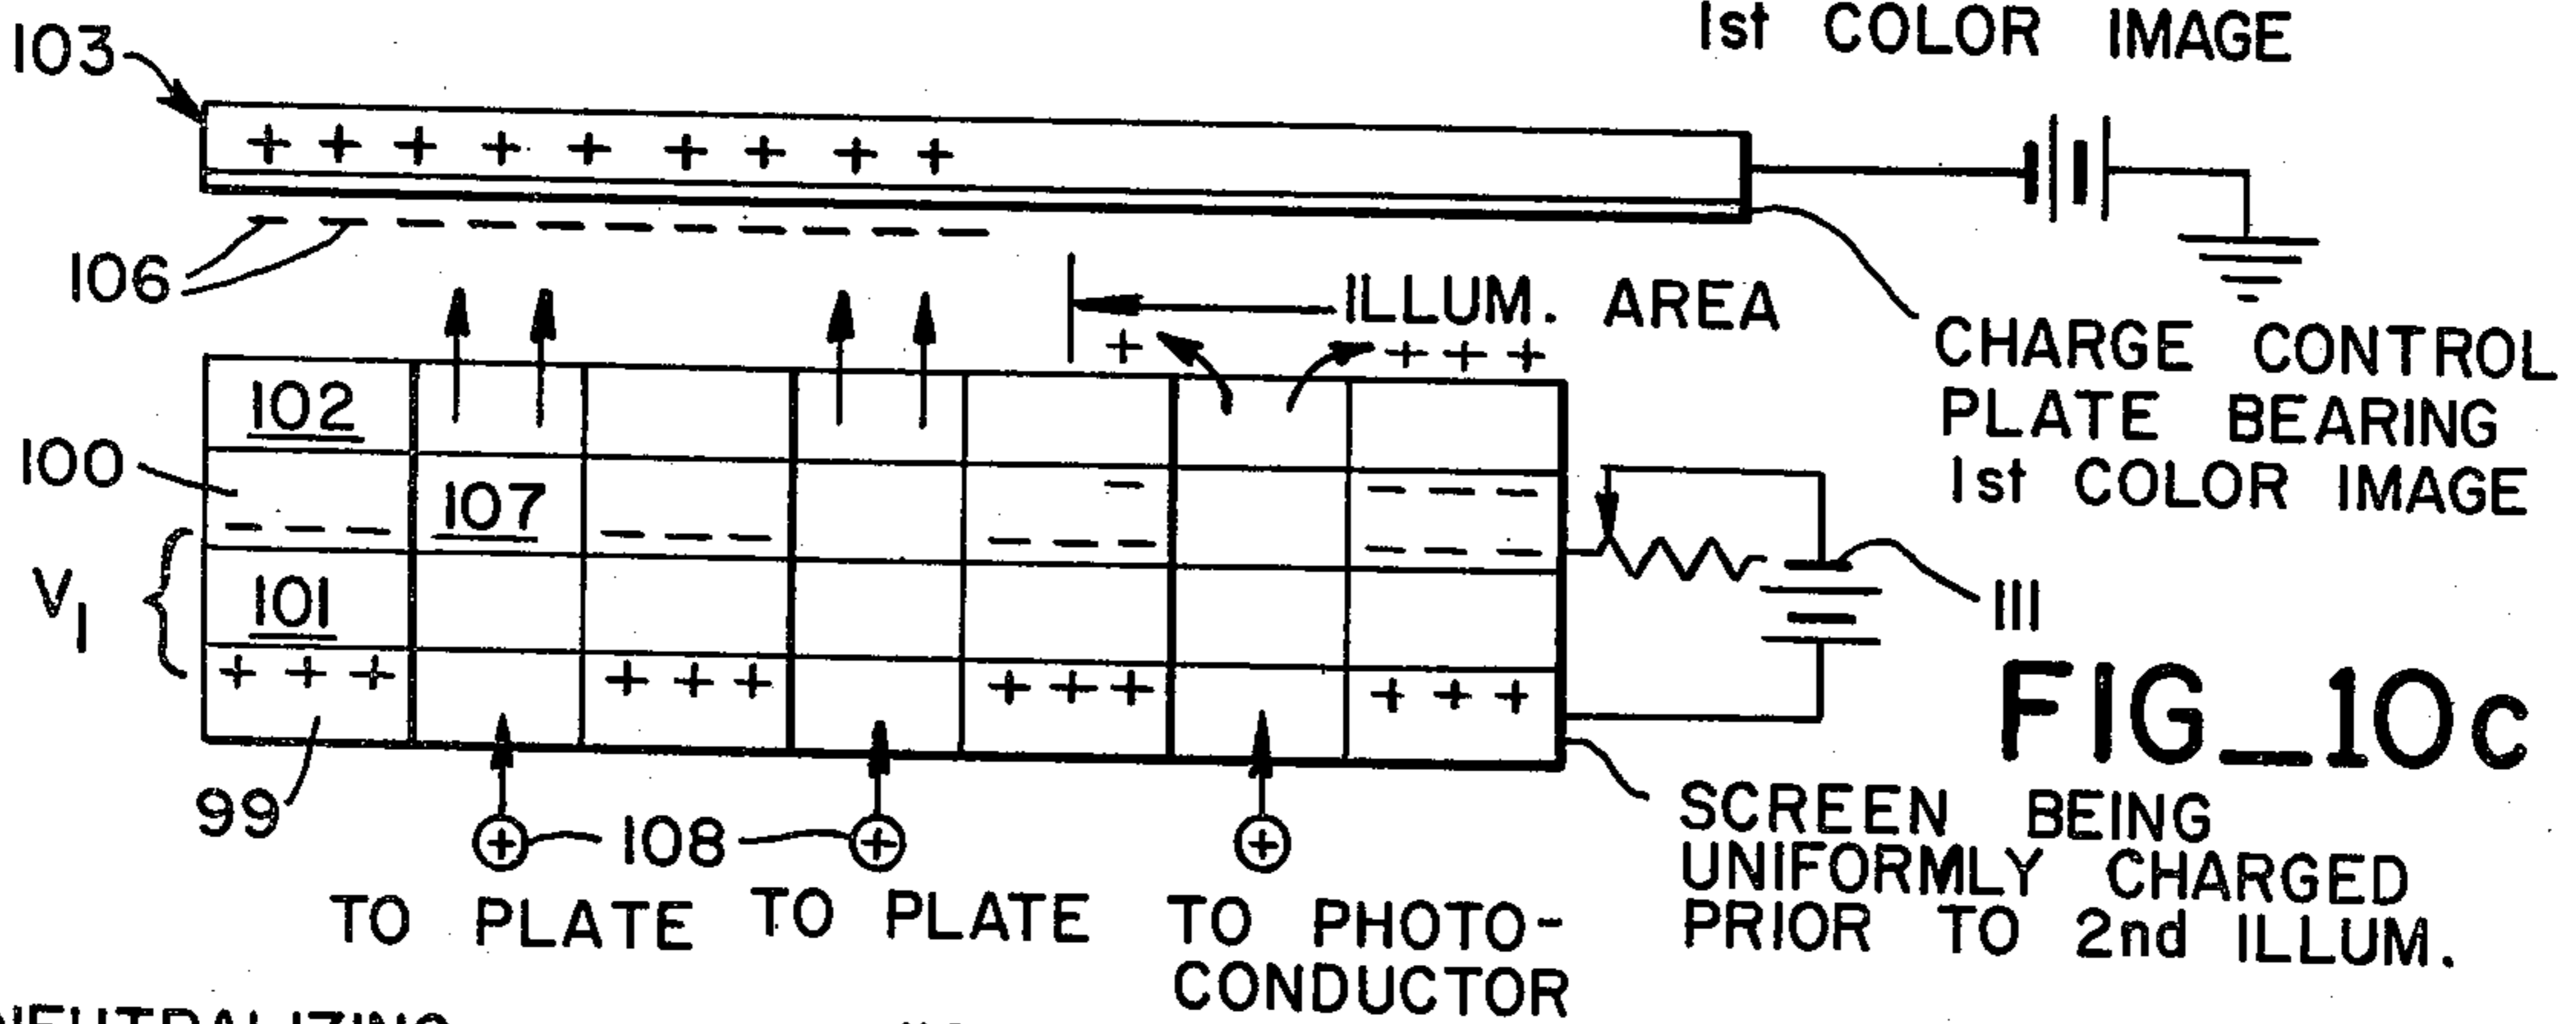 1st COLOR IMAGE
103
106
ILLUM. AREA
CHARGE CONTROL
PLATE BEARING
1st COLOR IMAGE
102
100
107
V1
101
111
FIG_10c
99
108
SCREEN BEING
UNIFORMLY CHARGED
PRIOR TO 2nd ILLUM.
TO PLATE
TO PLATE
TO PHOTO-
CONDUCTOR
NEUTRALIZING